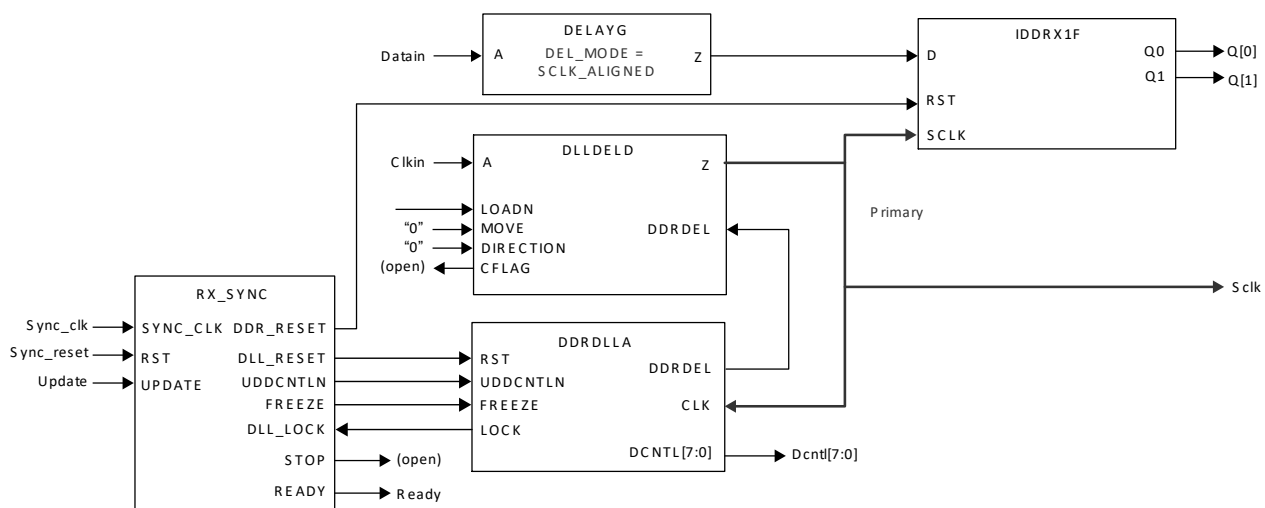 DELAYG
Datain
A
DEL_MODE =
SCLK_ALIGNED
Z
IDDRX1F
D
Q0
Q[0]
Q1
Q[1]
RST
SCLK
DLLDELD
Clkin
A
Z
LOADN
"0"
MOVE
DDRDEL
"0"
DIRECTION
(open)
CFLAG
Primary
Sclk
RX_SYNC
Sync_clk
SYNC_CLK
DDR_RESET
Sync_reset
RST
DLL_RESET
Update
UPDATE
UDDCNTLN
FREEZE
DLL_LOCK
STOP
(open)
READY
Ready
DDRDLLA
RST
DDRDEL
UDDCNTLN
FREEZE
CLK
LOCK
DCNTL[7:0]
Dcntl[7:0]